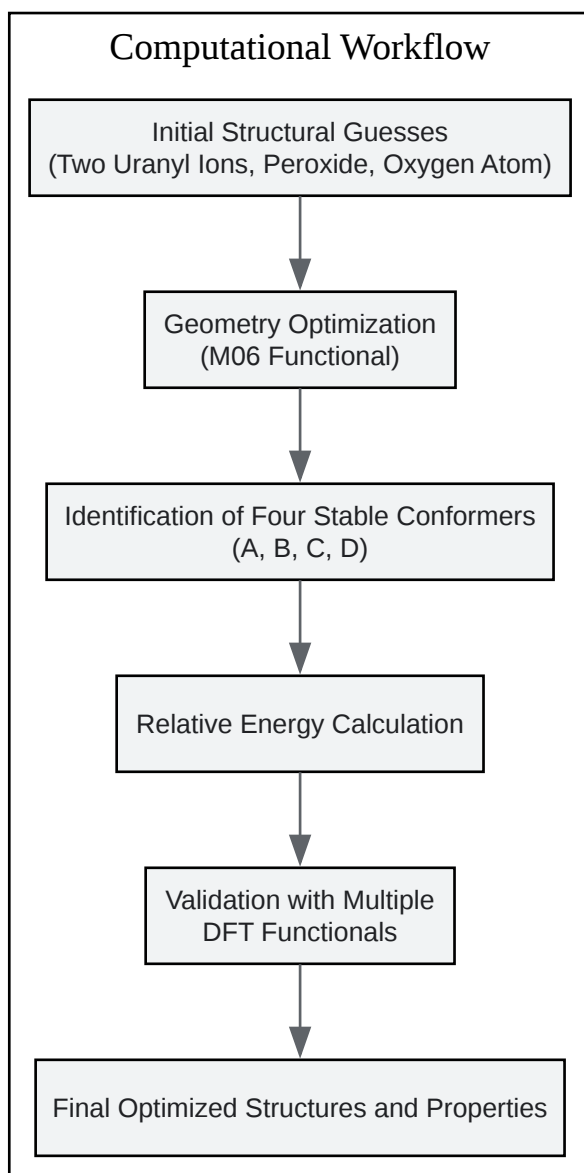 Computational Workflow
Initial Structural Guesses
(Two Uranyl Ions, Peroxide, Oxygen Atom)
Geometry Optimization
(M06 Functional)
Identification of Four Stable Conformers
(A, B, C, D)
Relative Energy Calculation
Validation with Multiple
DFT Functionals
Final Optimized Structures and Properties